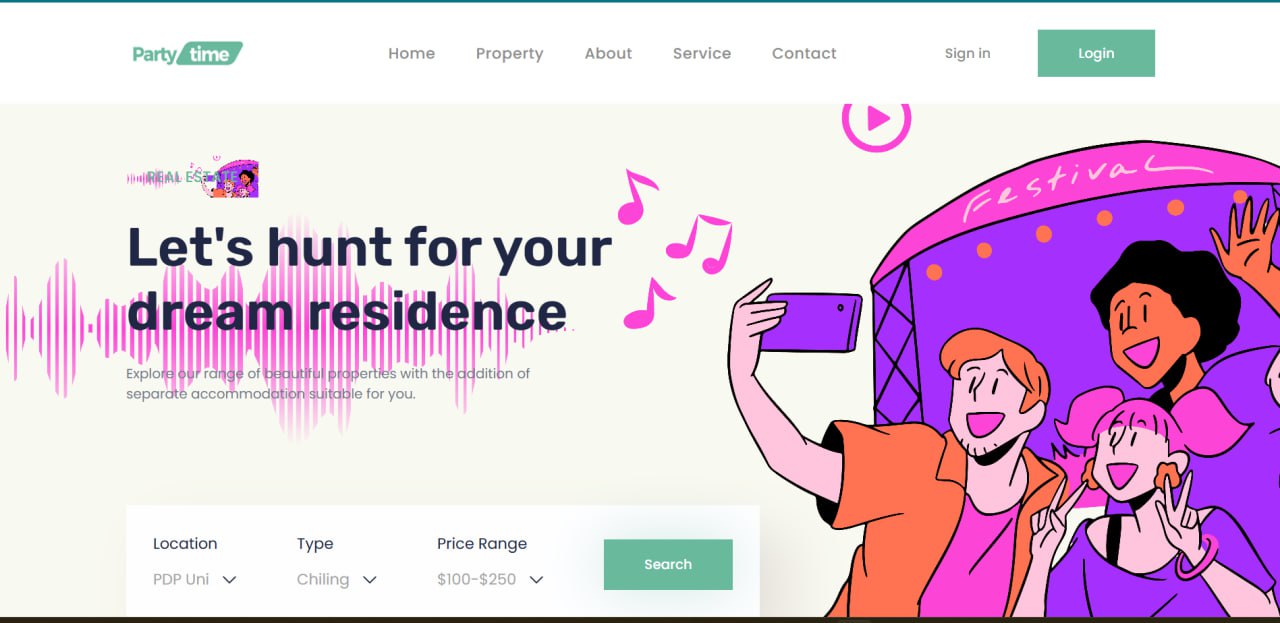 Party time
Home Property About Service Contact
Sign in
Login
Festival
REAL ESTATE
Let's hunt for your
dream residence
Explore our range of beautiful properties with the addition of
separate accommodation suitable for you.
Location Type Price Range
PDP Uni Chiling $100-$250
Search